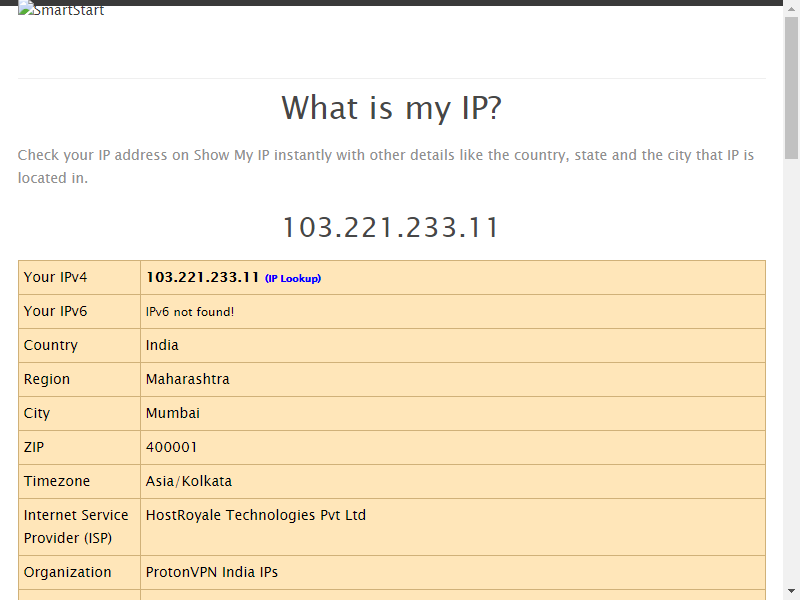 SmartStart
What is my IP?
Check your IP address on Show My IP instantly with other details like the country, state and the city that IP is
located in.
103.221.233.11
Your IPv4 103.221.233.11 (IP Lookup)
Your IPv6 IPv6 not found!
Country India
Region Maharashtra
City Mumbai
ZIP 400001
Timezone Asia/Kolkata
Internet Service HostRoyale Technologies Pvt Ltd
Provider (ISP)
Organization ProtonVPN India IPs